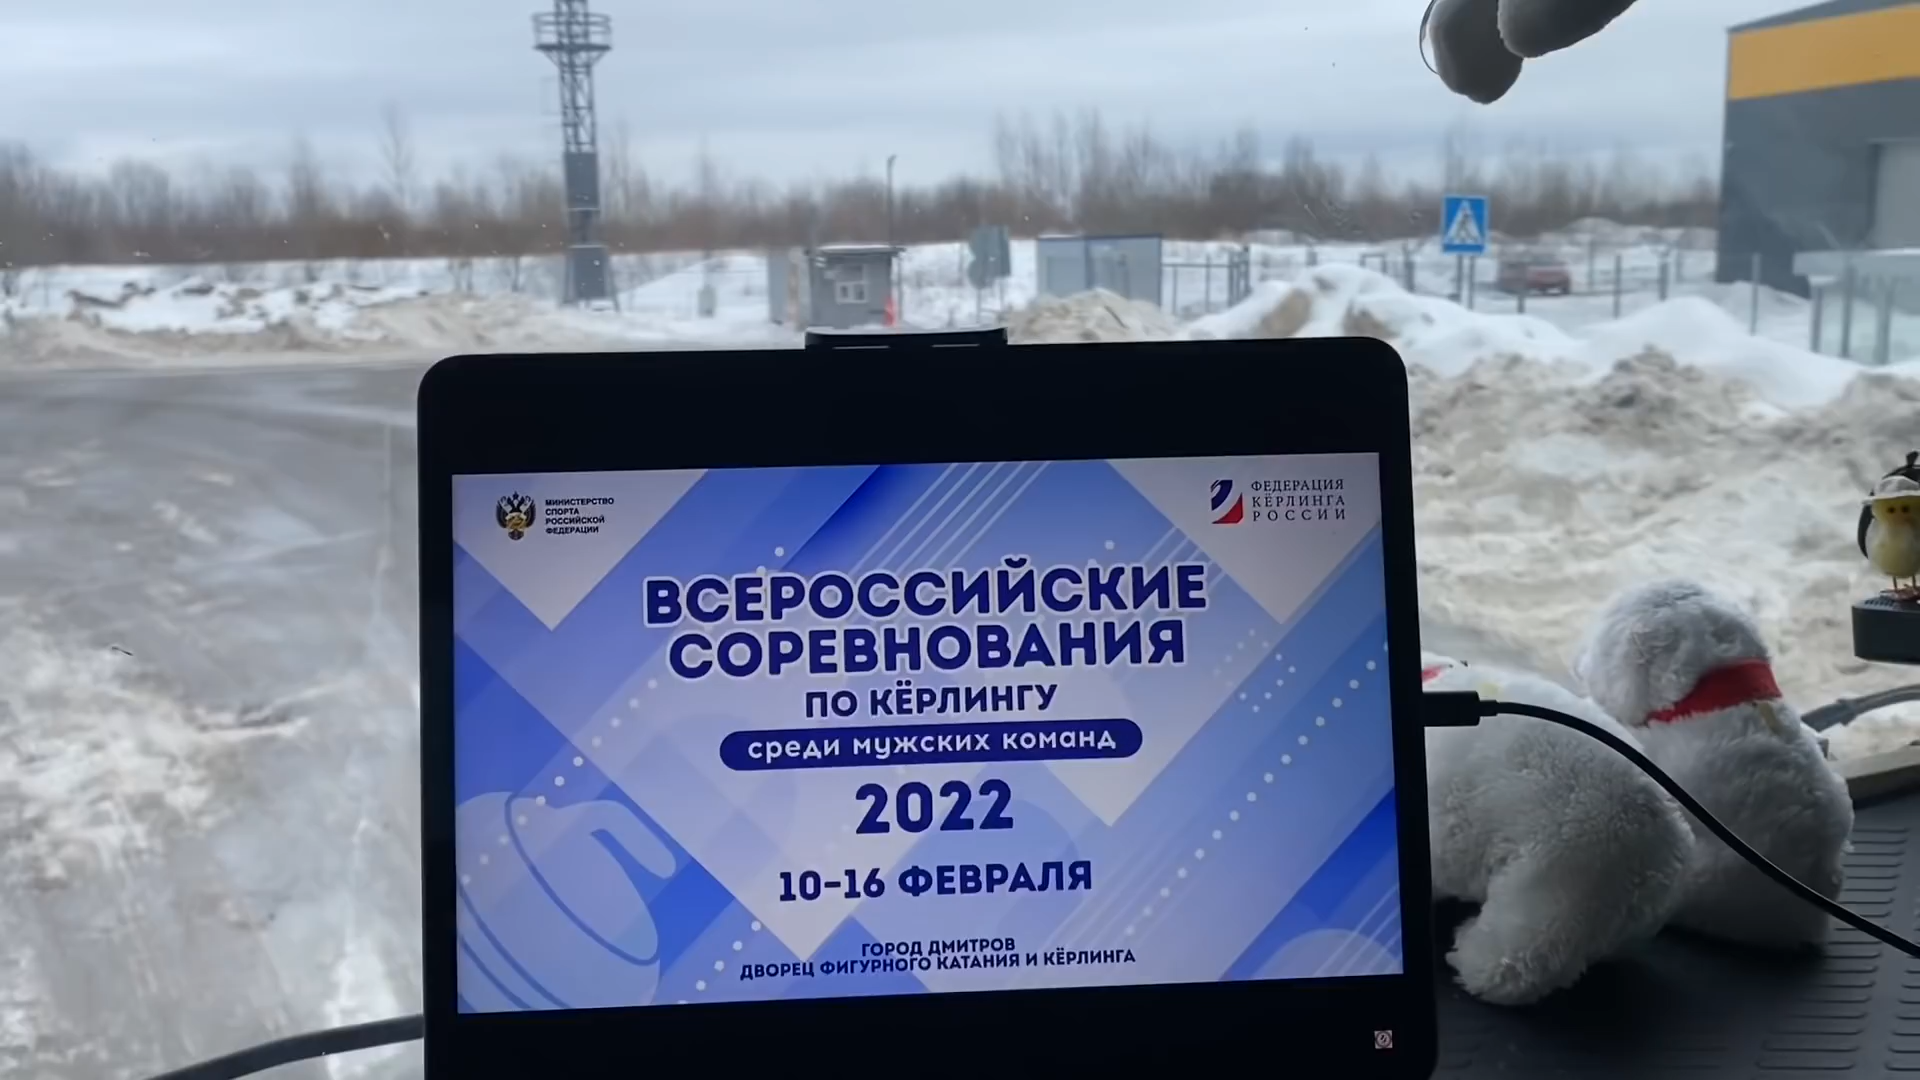 МИНИСТЕРСТВО
СПОРТА
РОССИЙСКОЙ
ФЕДЕРАЦИИ
ФЕДЕРАЦИЯ
КЁРЛИНГА
РОССИИ
ВСЕРОССИЙСКИЕ
СОРЕВНОВАНИЯ
ПО КЁРЛИНГУ
среди мужских команд
2022
10-16 ФЕВРАЛЯ
ГОРОД ДМИТРОВ
ДВОРЕЦ ФИГУРНОГО КАТАНИЯ И КЁРЛИНГА